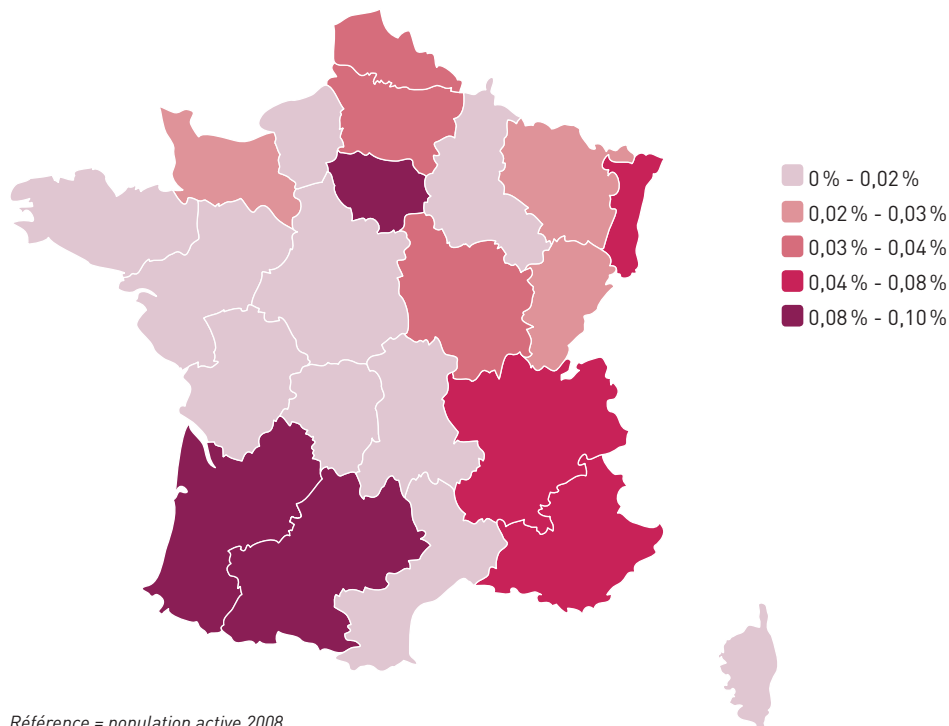 0 % - 0,02 %
0,02 % - 0,03 %
0,03 % - 0,04 %
0,04 % - 0,08 %
0,08 % - 0,10 %
Référence = population active 2008